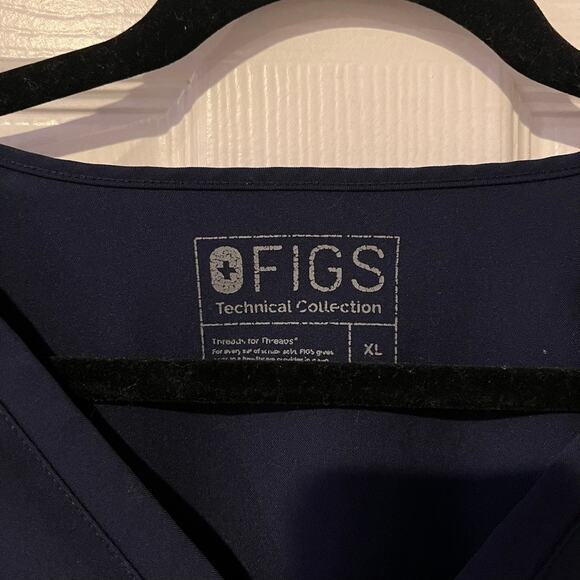 FIGS
Technical Collection
Threads for Threads®
XL
For every set of scrubs sold, FIGS gives